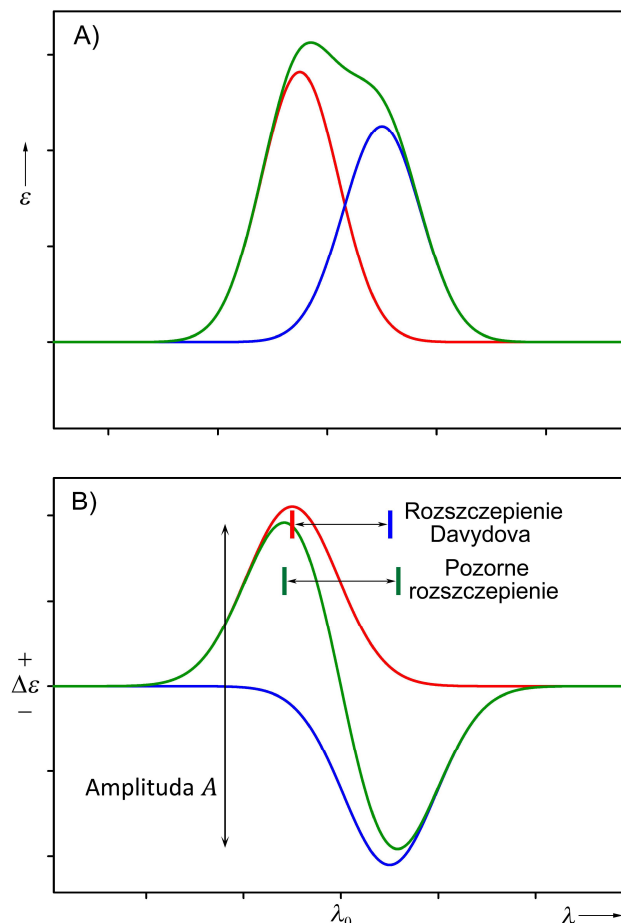 A)
ε
B)
Rozszczepienie
Davydova
Pozorne
rozszczepienie
+
Δε
−
Amplituda A
λ₀
λ